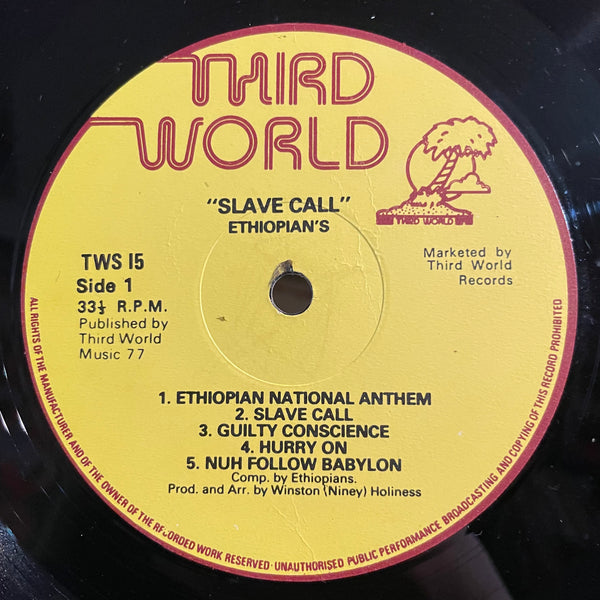 THIRD
WORLD
THIRD WORLD
"SLAVE CALL"
ETHIOPIAN'S
TWS 15
Side 1
33⅓ R.P.M.
Published by
Third World
Music 77
Marketed by
Third World
Records
1. ETHIOPIAN NATIONAL ANTHEM
2. SLAVE CALL
3. GUILTY CONSCIENCE
4. HURRY ON
5. NUH FOLLOW BABYLON
Comp. by Ethiopians.
Prod. and Arr. by Winston (Niney) Holiness
ALL RIGHTS OF THE MANUFACTURER AND OF THE OWNER OF THE RECORDED WORK RESERVED·UNAUTHORISED PUBLIC PERFORMANCE BROADCASTING AND COPYING OF THIS RECORD PROHIBITED